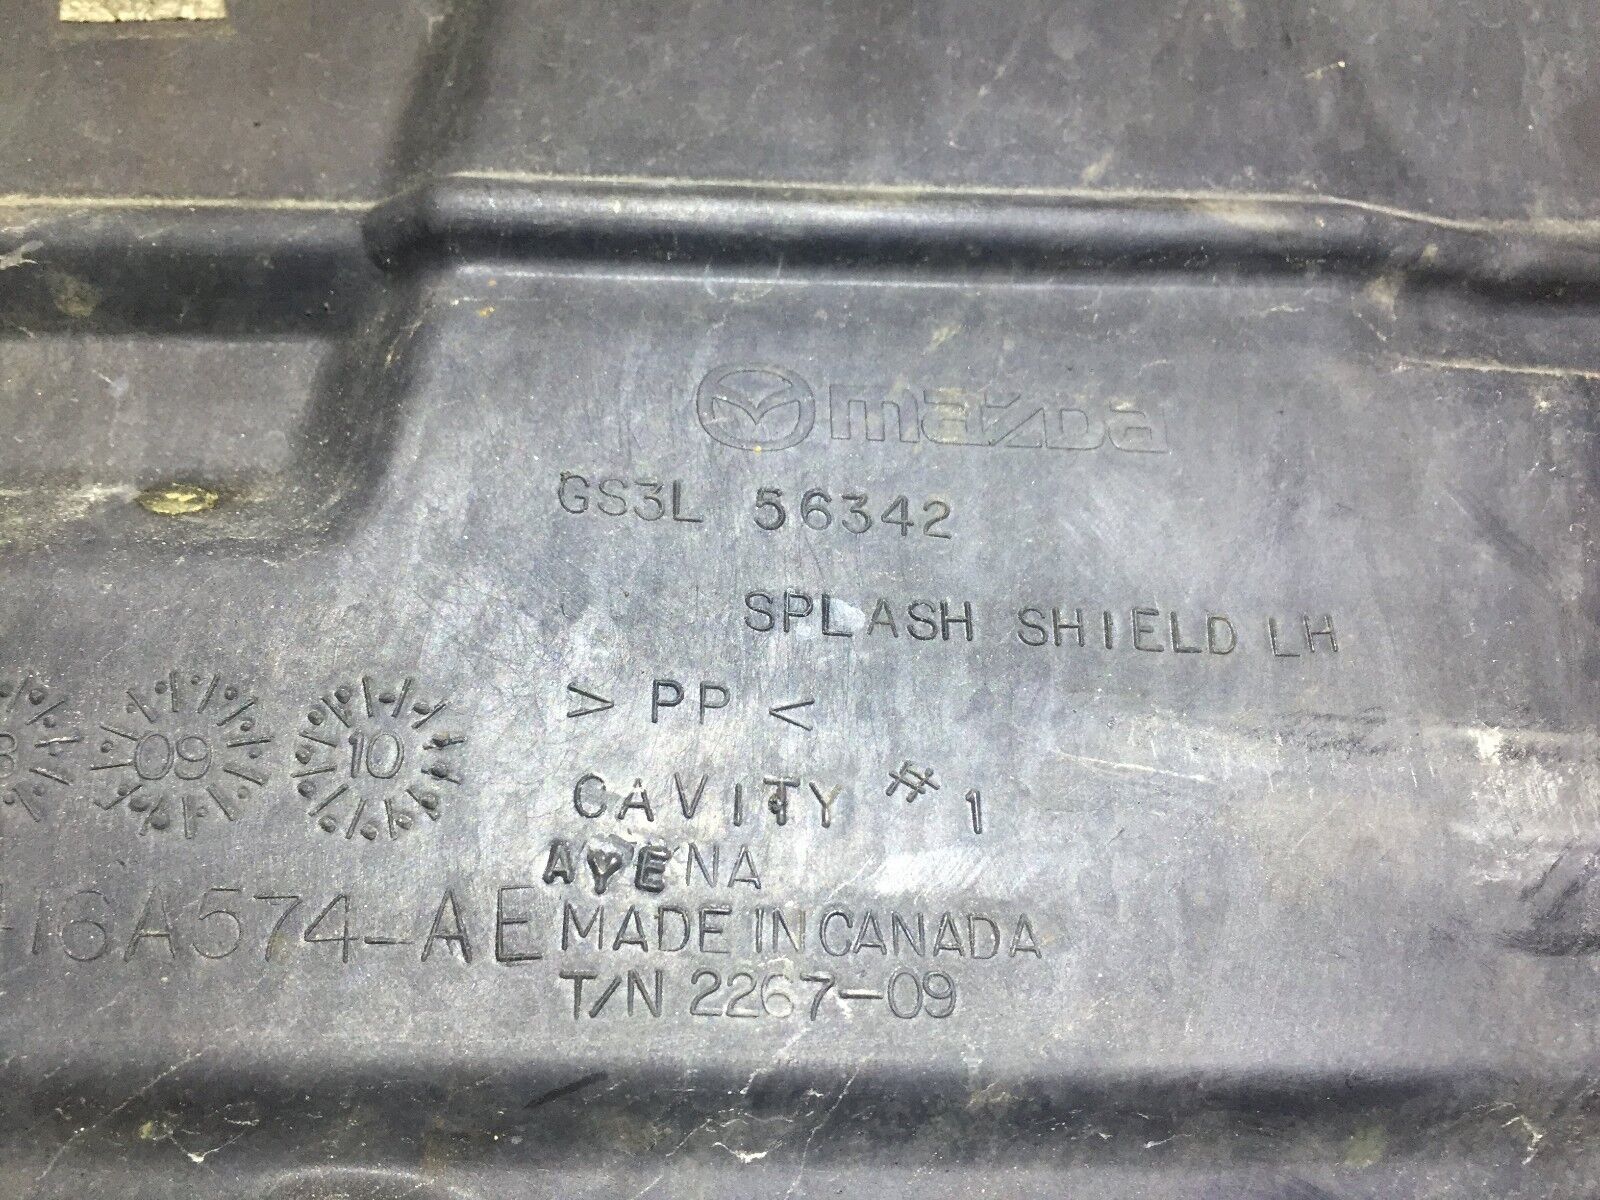 mazda
GS3L 56342
SPLASH SHIELD LH
> PP <
09 10
CAVITY # 1
AYENA
16A574-AE
MADE IN CANADA
T/N 2267-09